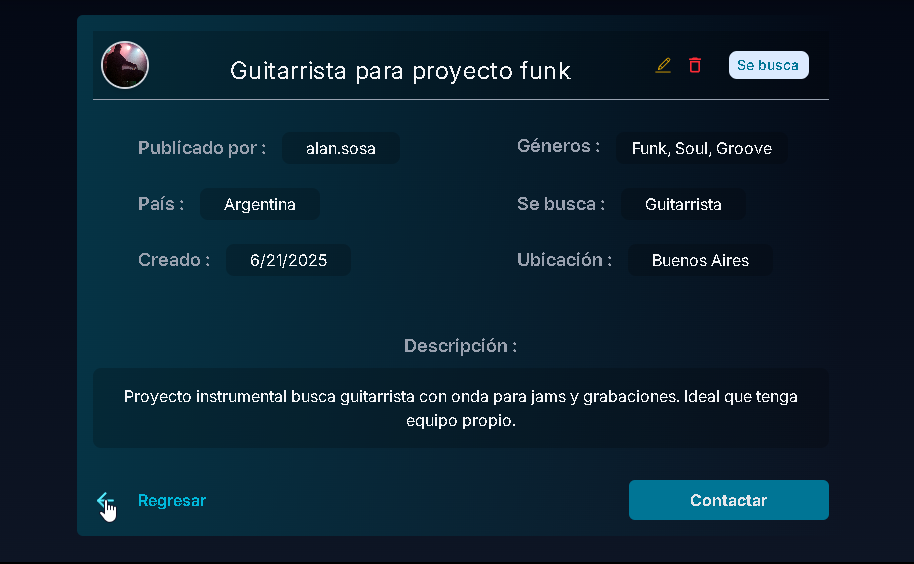 Guitarrista para proyecto funk
Se busca
Publicado por :
alan.sosa
Géneros :
Funk, Soul, Groove
País :
Argentina
Se busca :
Guitarrista
Creado :
6/21/2025
Ubicación :
Buenos Aires
Descripción :
Proyecto instrumental busca guitarrista con onda para jams y grabaciones. Ideal que tenga
equipo propio.
Regresar
Contactar